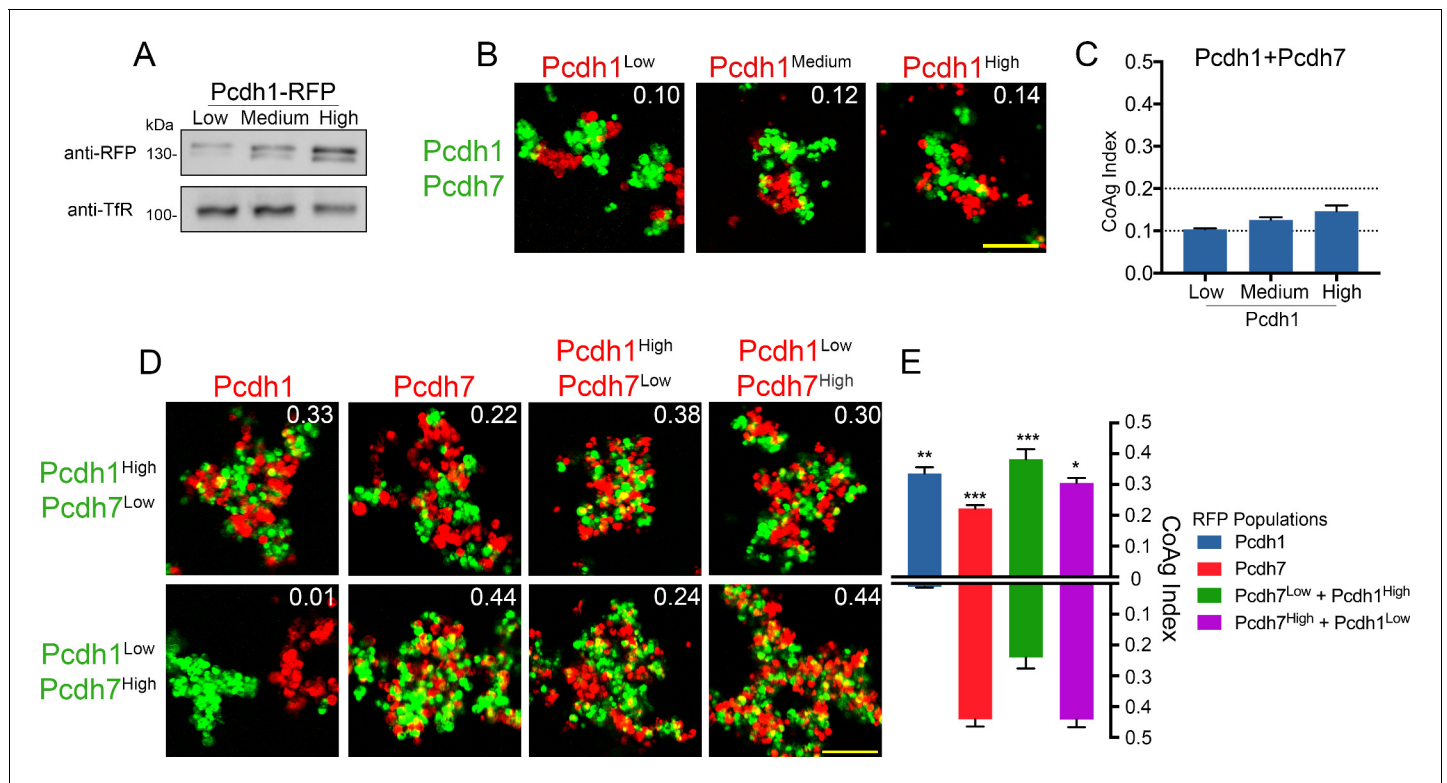 A
Pcdh1-RFP
Low Medium High
kDa
anti-RFP 130-
anti-TfR 100-
B
Pcdh1Low Pcdh1Medium Pcdh1High
Pcdh1
Pcdh7
0.10 0.12 0.14
C
Pcdh1+Pcdh7
CoAg Index
0.5
0.4
0.3
0.2
0.1
0.0
Low Medium High
Pcdh1
D
Pcdh1
Pcdh7
Pcdh1High
Pcdh7Low
Pcdh1Low
Pcdh7High
Pcdh1High
Pcdh7Low
0.33 0.22 0.38 0.30
Pcdh1Low
Pcdh7High
0.01 0.44 0.24 0.44
E
** *** *** *
0.5
0.4
0.3
0.2
0.1
0
0.1
0.2
0.3
0.4
0.5
CoAg Index
RFP Populations
Pcdh1
Pcdh7
Pcdh7Low + Pcdh1High
Pcdh7High + Pcdh1Low